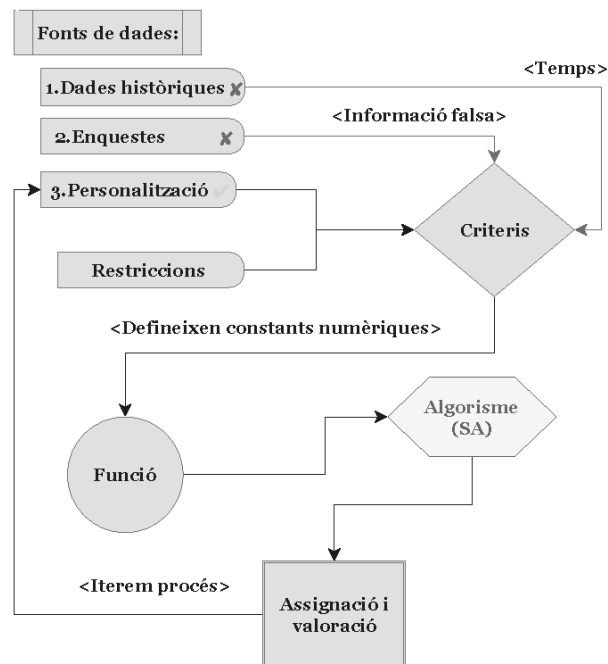 Fonts de dades:
<Temps>
1.Dades històriques ✘
<Informació falsa>
2.Enquestes ✘
3.Personalització ✔
Criteris
Restriccions
<Defineixen constants numèriques>
Algorisme
(SA)
Funció
<Iterem procés>
Assignació i
valoració